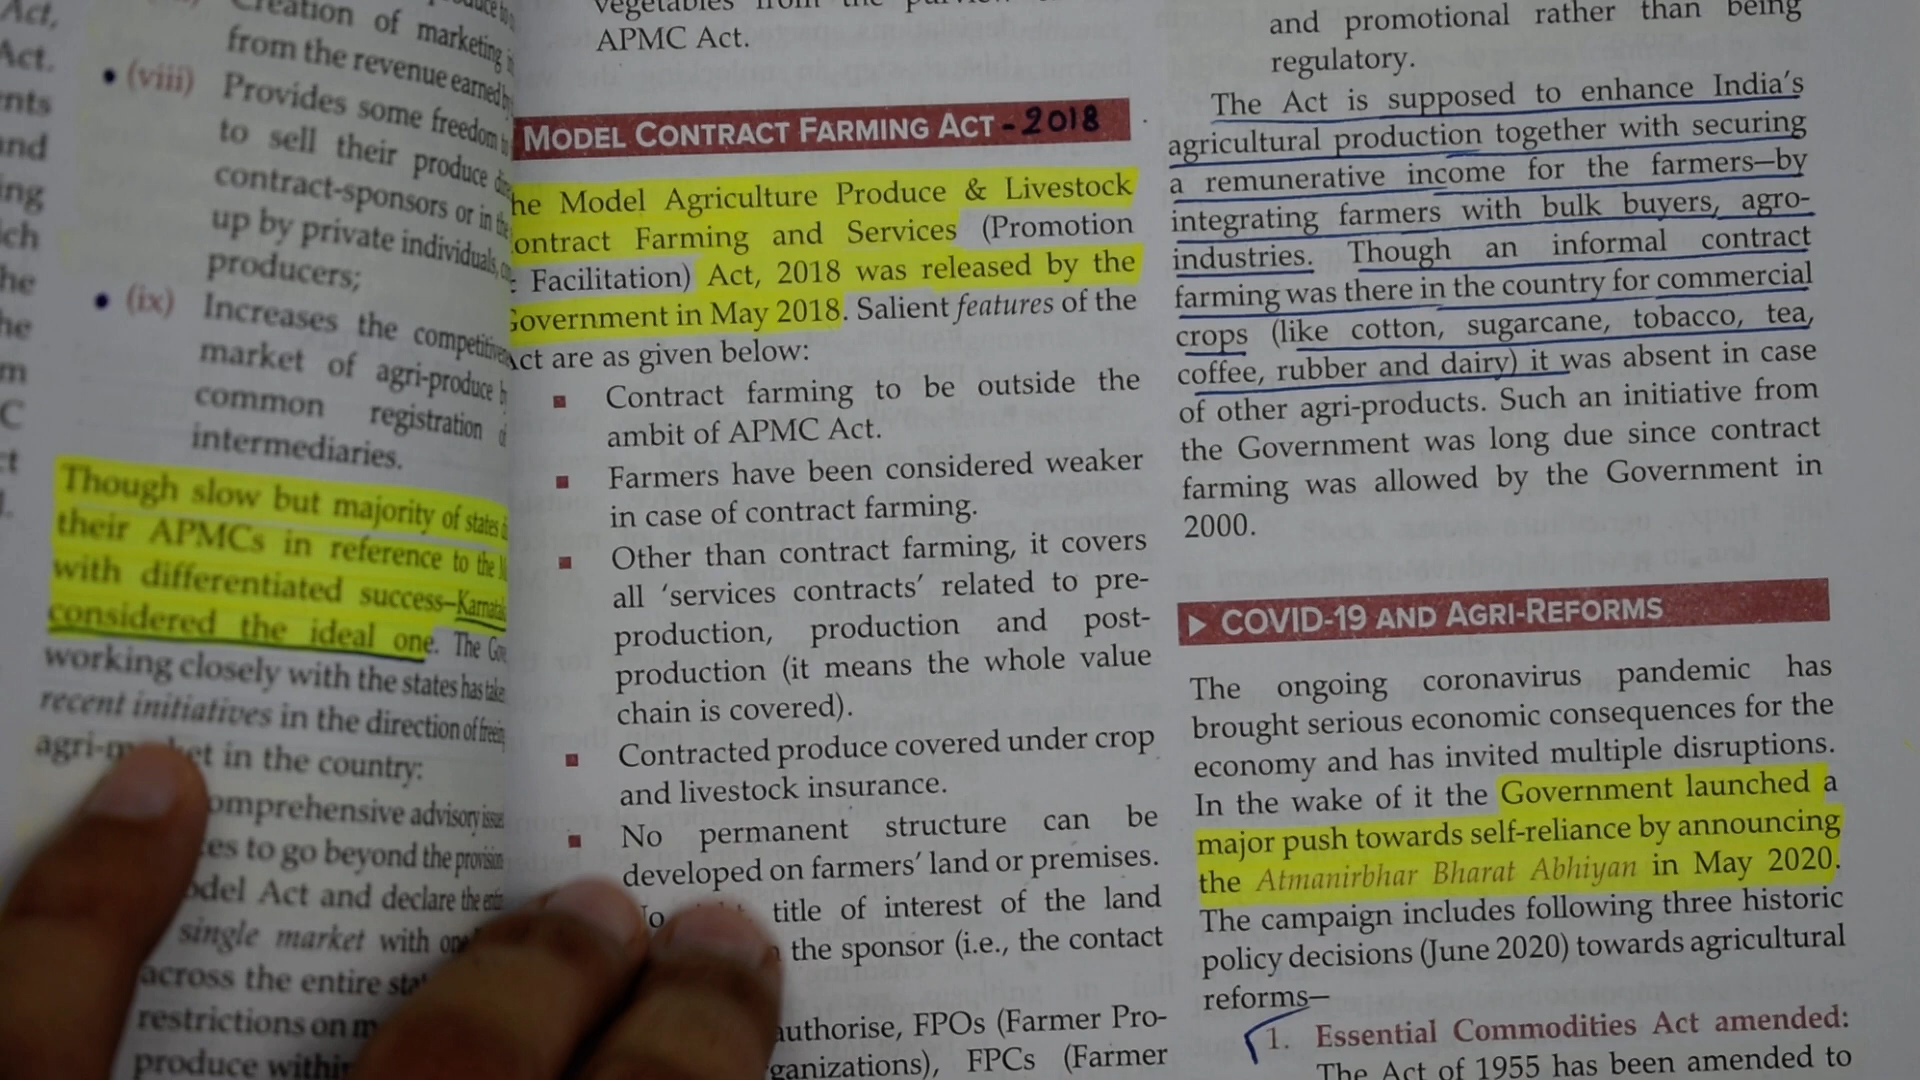 Act,
Act.
ents
and
ing
ich
he
he
m
C
ct
Creation of marketing
from the revenue earned
• (viii) Provides some freedom
to sell their produce
contract-sponsors or in
up by private individuals,
producers;
• (ix) Increases the competitive
market of agri-produce
common registration
intermediaries.
Though slow but majority of states
their APMCs in reference to the
with differentiated success—
considered the ideal one. The
working closely with the states has
recent initiatives in the direction of
in the country:
omprehensive advisory
es to go beyond the
del Act and declare the
single market with
across the entire
restrictions on
produce within
vegetables from the
APMC Act.
MODEL CONTRACT FARMING ACT - 2018
he Model Agriculture Produce & Livestock
ontract Farming and Services (Promotion
Facilitation) Act, 2018 was released by the
Government in May 2018. Salient features of the
Act are as given below:
▪ Contract farming to be outside the
ambit of APMC Act.
▪ Farmers have been considered weaker
in case of contract farming.
▪ Other than contract farming, it covers
all ‘services contracts’ related to pre-
production, production and post-
production (it means the whole value
chain is covered).
▪ Contracted produce covered under crop
and livestock insurance.
▪ No permanent structure can be
developed on farmers’ land or premises.
title of interest of the land
the sponsor (i.e., the contact
authorise, FPOs (Farmer Pro-
ganizations), FPCs (Farmer
and promotional rather than being
regulatory.
The Act is supposed to enhance India’s
agricultural production together with securing
a remunerative income for the farmers—by
integrating farmers with bulk buyers, agro-
industries. Though an informal contract
farming was there in the country for commercial
crops (like cotton, sugarcane, tobacco, tea,
coffee, rubber and dairy) it was absent in case
of other agri-products. Such an initiative from
the Government was long due since contract
farming was allowed by the Government in
2000.
▶ COVID-19 AND AGRI-REFORMS
The ongoing coronavirus pandemic has
brought serious economic consequences for the
economy and has invited multiple disruptions.
In the wake of it the Government launched a
major push towards self-reliance by announcing
the Atmanirbhar Bharat Abhiyan in May 2020.
The campaign includes following three historic
policy decisions (June 2020) towards agricultural
reforms—
1. Essential Commodities Act amended:
The Act of 1955 has been amended to